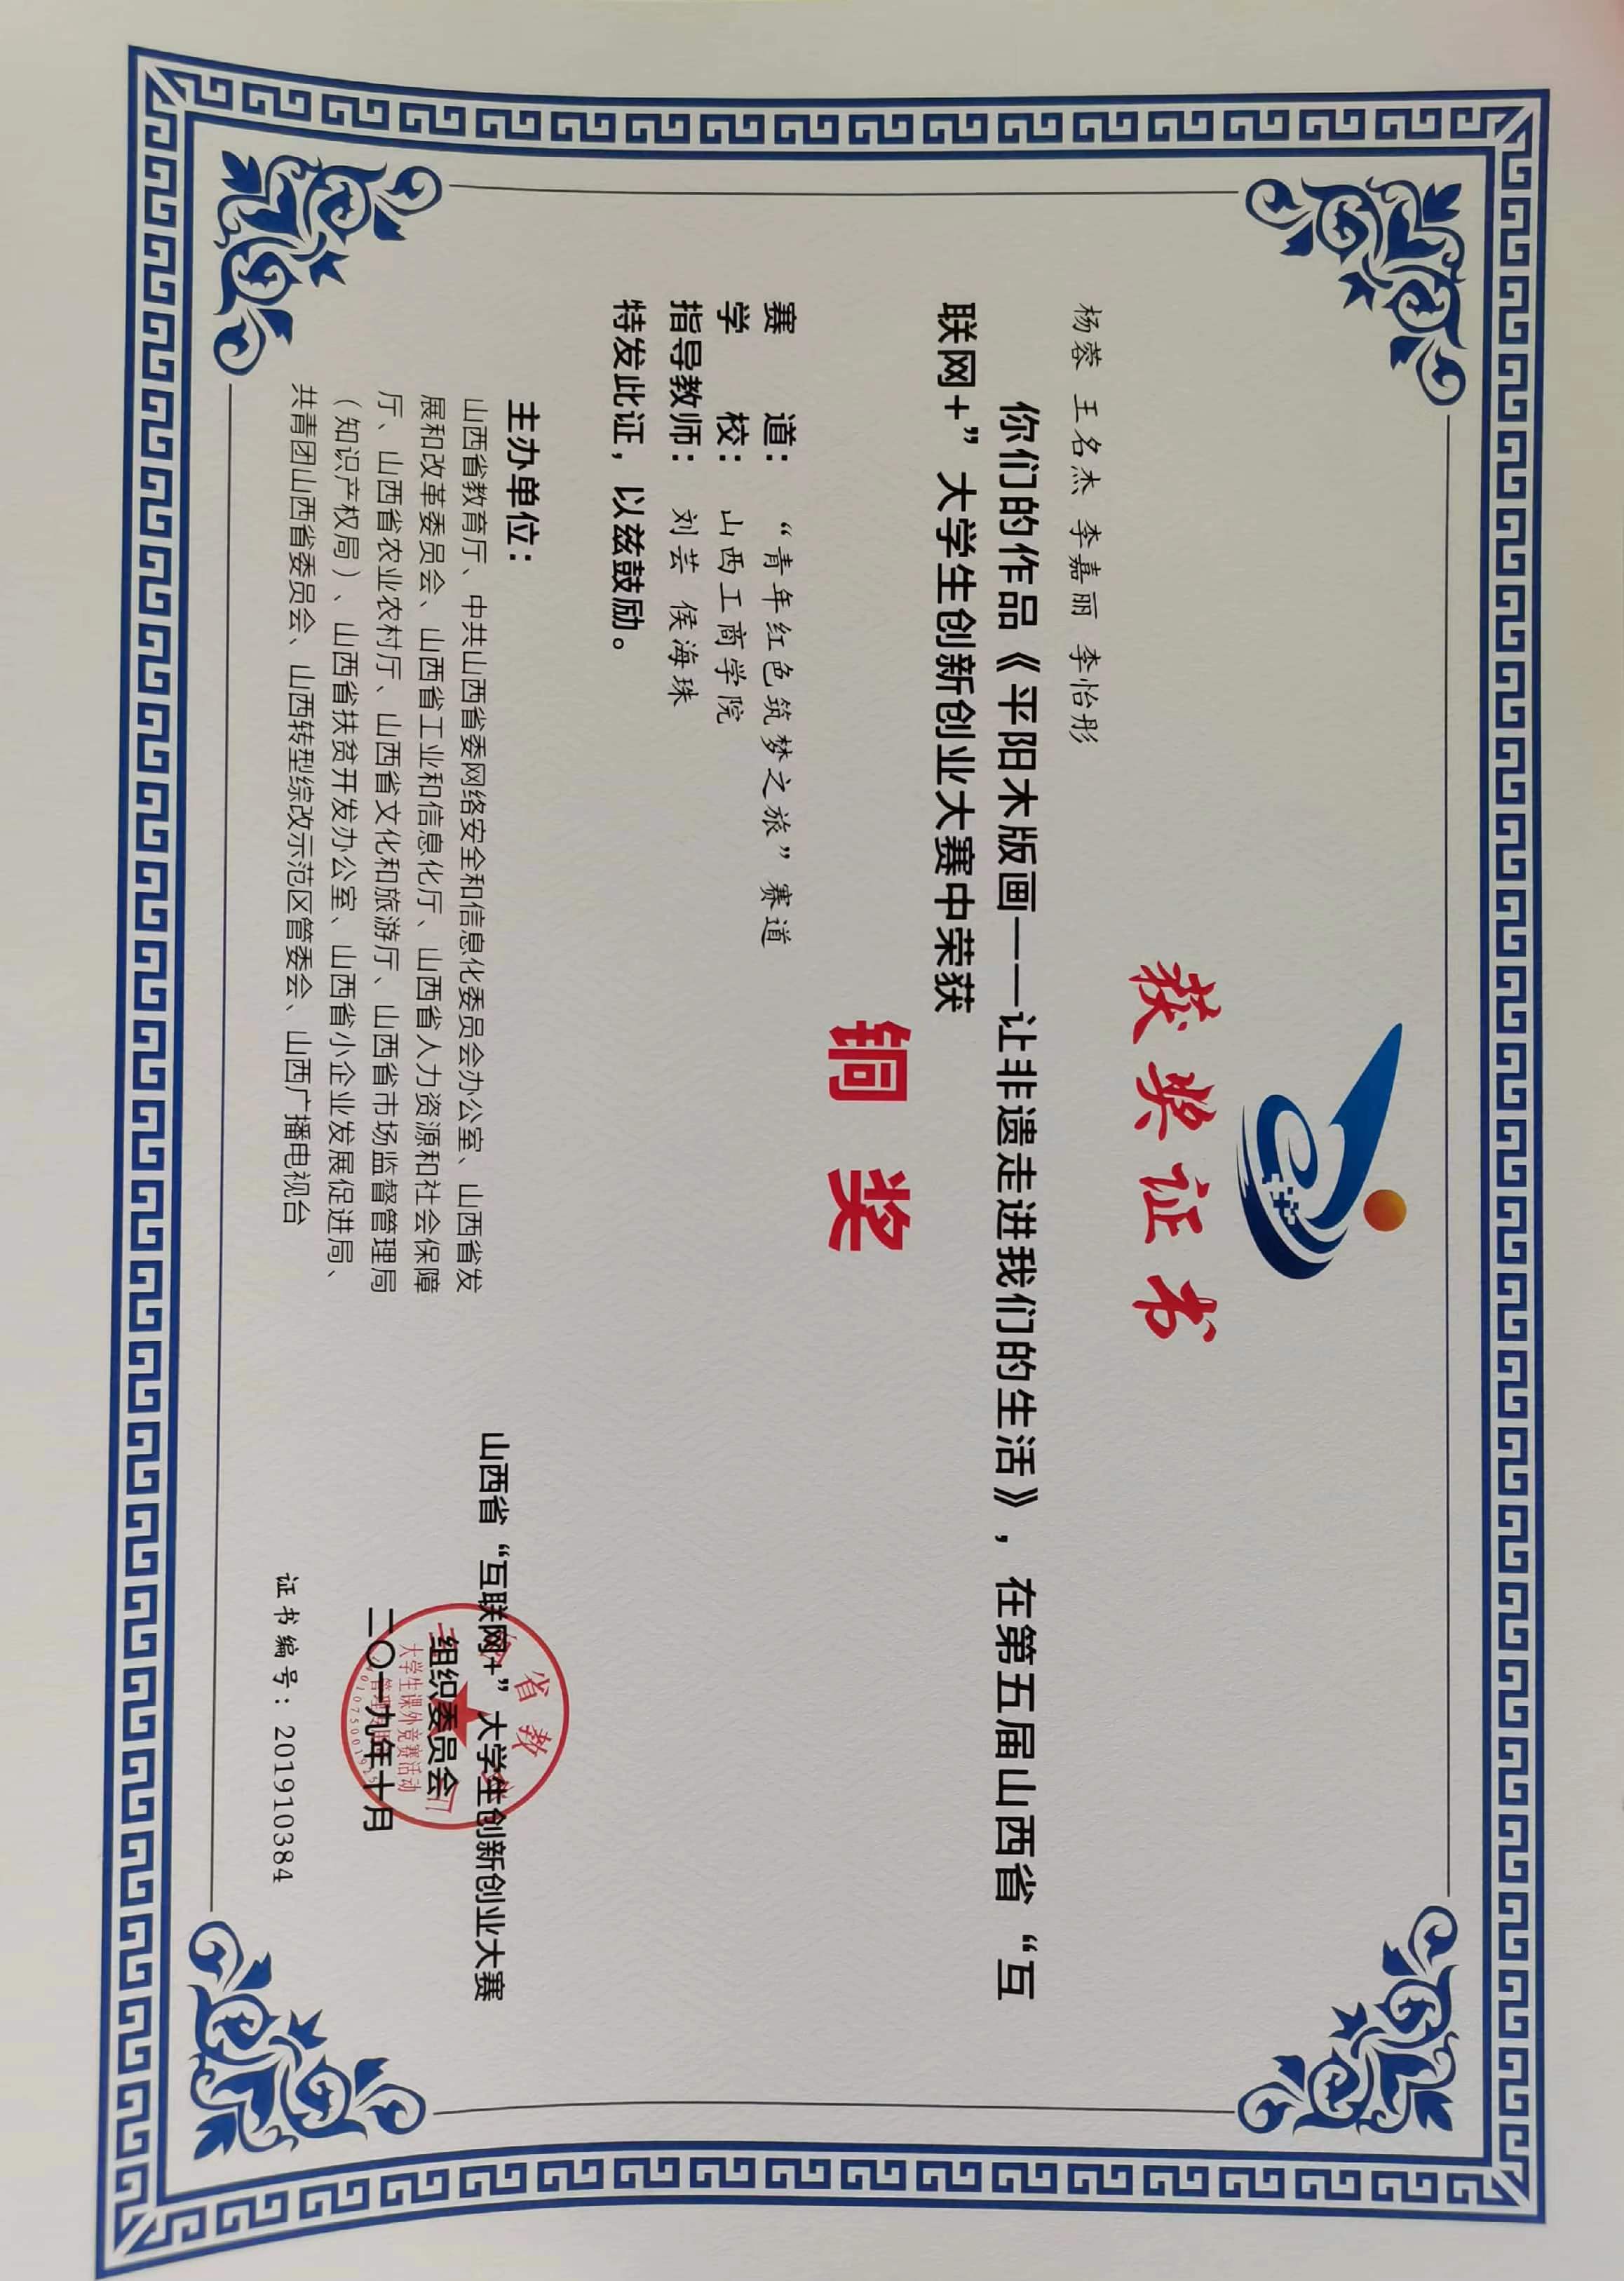 获奖证书
杨蓉 王名杰 李嘉丽 李怡彤
你们的作品《平阳木版画——让非遗走进我们的生活》，在第五届山西省“互
联网+”大学生创新创业大赛中荣获
铜奖
赛道：“青年红色筑梦之旅”赛道
学校：山西工商学院
指导教师：刘芸 侯海珠
特发此证，以兹鼓励。
主办单位：
山西省教育厅、中共山西省委网络安全和信息化委员会办公室、山西省发
展和改革委员会、山西省工业和信息化厅、山西省人力资源和社会保障
厅、山西省农业农村厅、山西省文化和旅游厅、山西省市场监督管理局
（知识产权局）、山西省扶贫开发办公室、山西省小企业发展促进局、
共青团山西省委员会、山西转型综改示范区管委会、山西广播电视台
山西省“互联网+”大学生创新创业大赛
组织委员会
二〇一九年十月
省教
大学生课外竞赛活动
证书编号：201910384